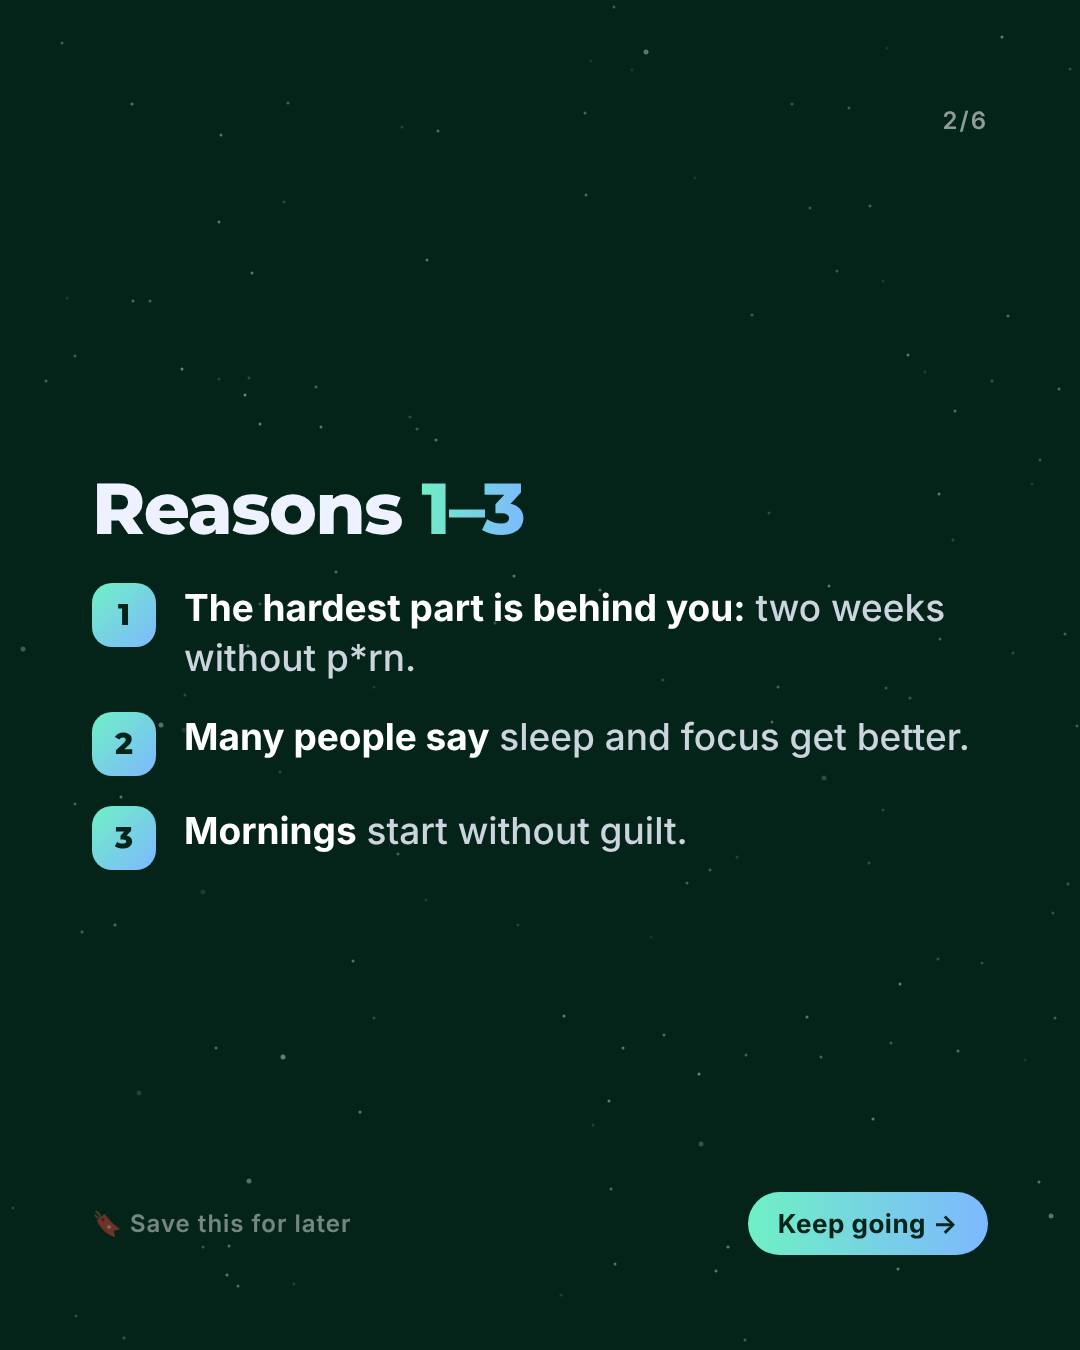 2/6
Reasons 1–3
1 The hardest part is behind you: two weeks
without p*rn.
2 Many people say sleep and focus get better.
3 Mornings start without guilt.
🔖 Save this for later
Keep going →